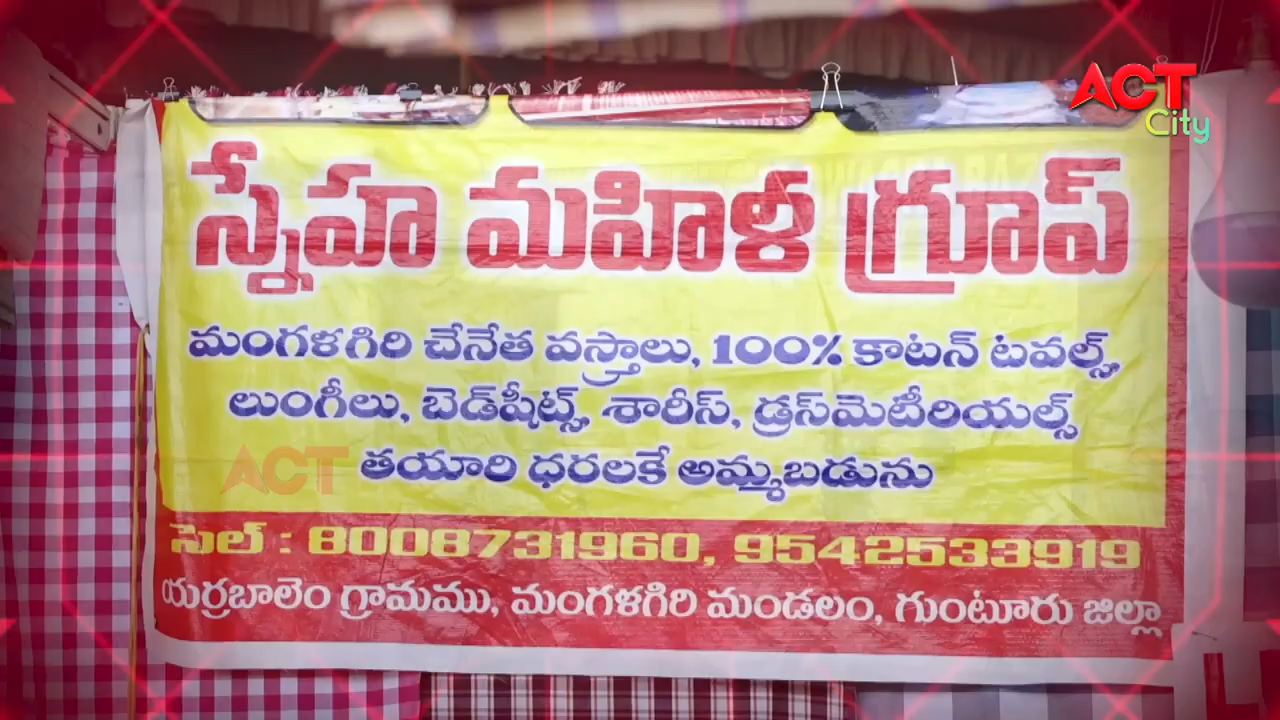 ACT
City
స్నేహ మహిళ గ్రూప్
మంగళగిరి చేనేత వస్త్రాలు, 100% కాటన్ టవల్స్,
లుంగీలు, బెడ్‌షీట్స్, శారీస్, డ్రస్‌మెటీరియల్స్
తయారి ధరలకే అమ్మబడును
ACT
సెల్ : 8008731960, 9542533919
యర్రబాలెం గ్రామము, మంగళగిరి మండలం, గుంటూరు జిల్లా